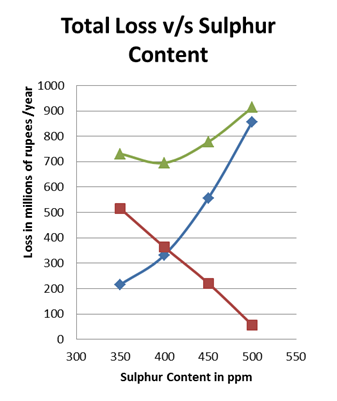 Total Loss v/s Sulphur
Content
Loss in millions of rupees /year
1000
900
800
700
600
500
400
300
200
100
0
300 350 400 450 500 550
Sulphur Content in ppm